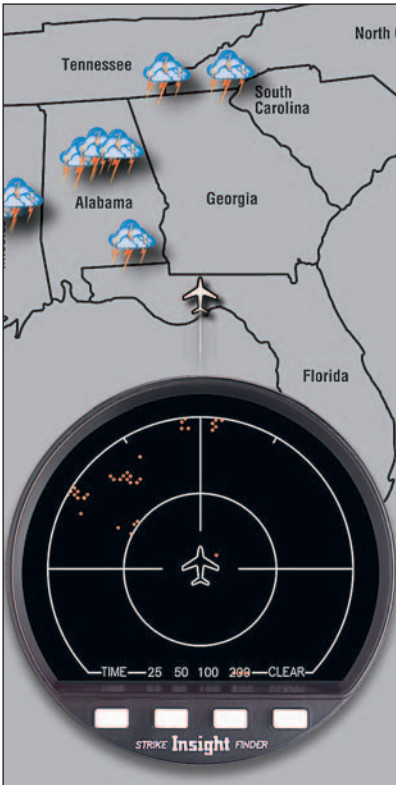 North
Tennessee
South
Carolina
Alabama
Georgia
Florida
TIME 25 50 100 200 CLEAR
STRIKE Insight FINDER